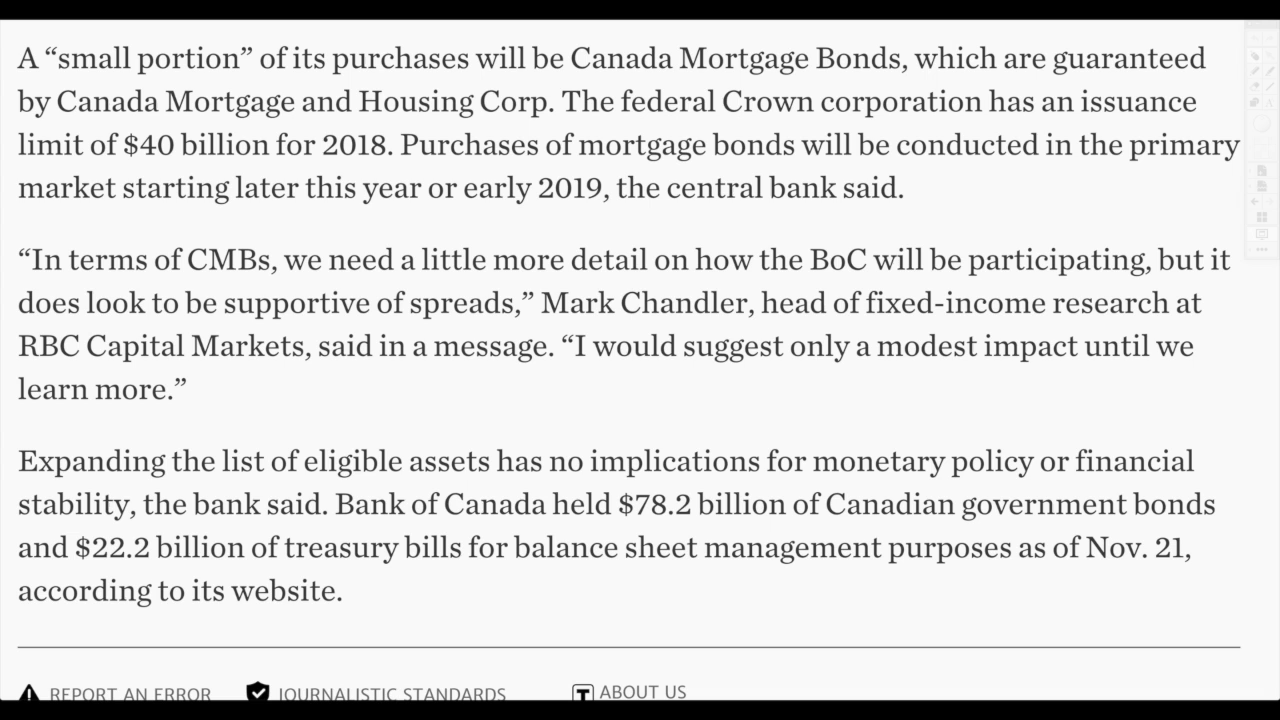 A “small portion” of its purchases will be Canada Mortgage Bonds, which are guaranteed
by Canada Mortgage and Housing Corp. The federal Crown corporation has an issuance
limit of $40 billion for 2018. Purchases of mortgage bonds will be conducted in the primary
market starting later this year or early 2019, the central bank said.
“In terms of CMBs, we need a little more detail on how the BoC will be participating, but it
does look to be supportive of spreads,” Mark Chandler, head of fixed-income research at
RBC Capital Markets, said in a message. “I would suggest only a modest impact until we
learn more.”
Expanding the list of eligible assets has no implications for monetary policy or financial
stability, the bank said. Bank of Canada held $78.2 billion of Canadian government bonds
and $22.2 billion of treasury bills for balance sheet management purposes as of Nov. 21,
according to its website.
REPORT AN ERROR JOURNALISTIC STANDARDS T ABOUT US